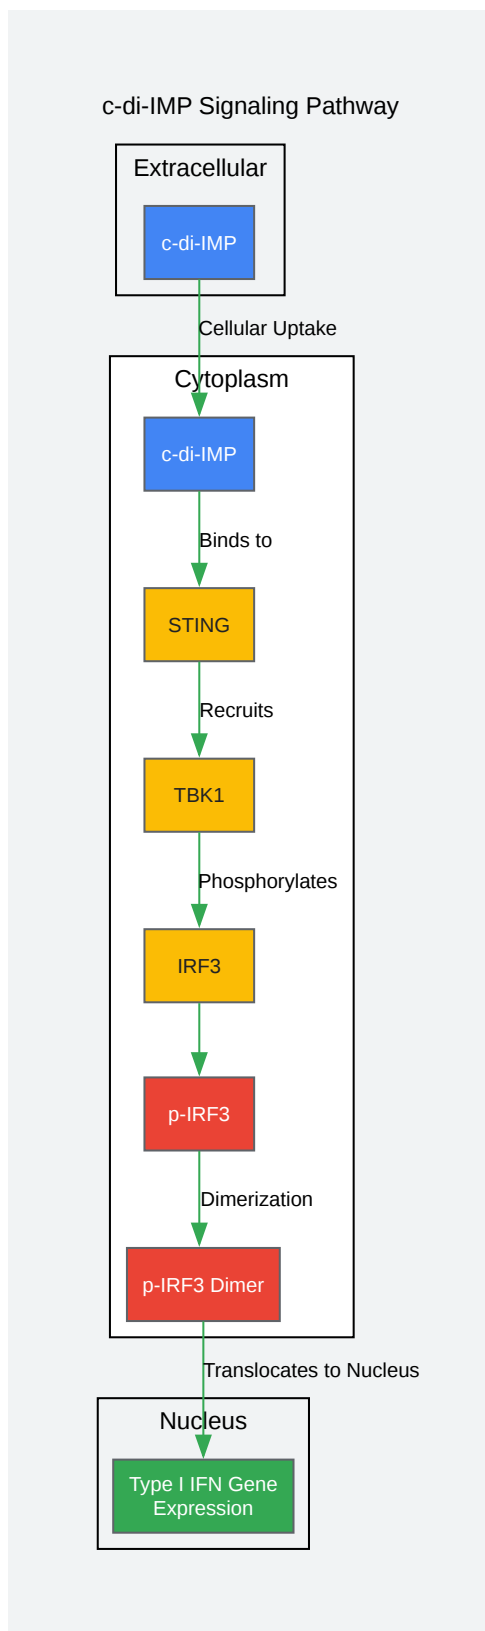 c-di-IMP Signaling Pathway
Extracellular
c-di-IMP
Cellular Uptake
Cytoplasm
c-di-IMP
Binds to
STING
Recruits
TBK1
Phosphorylates
IRF3
p-IRF3
Dimerization
p-IRF3 Dimer
Translocates to Nucleus
Nucleus
Type I IFN Gene
Expression